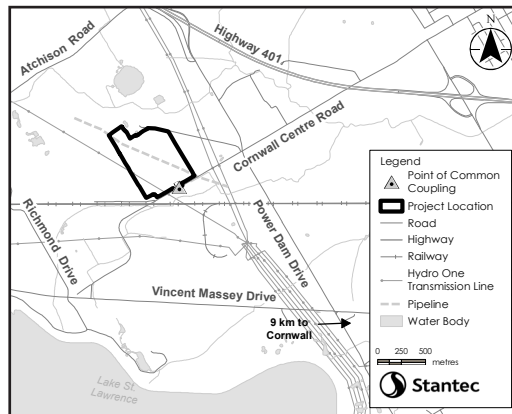 Highway 401
N
Atchison Road
Cornwall Centre Road
Richmond Drive
Power Dam Drive
Vincent Massey Drive
9 km to
Cornwall
Lake St.
Lawrence
Legend
Point of Common
Coupling
Project Location
Road
Highway
Railway
Hydro One
Transmission Line
Pipeline
Water Body
0 250 500
metres
Stantec